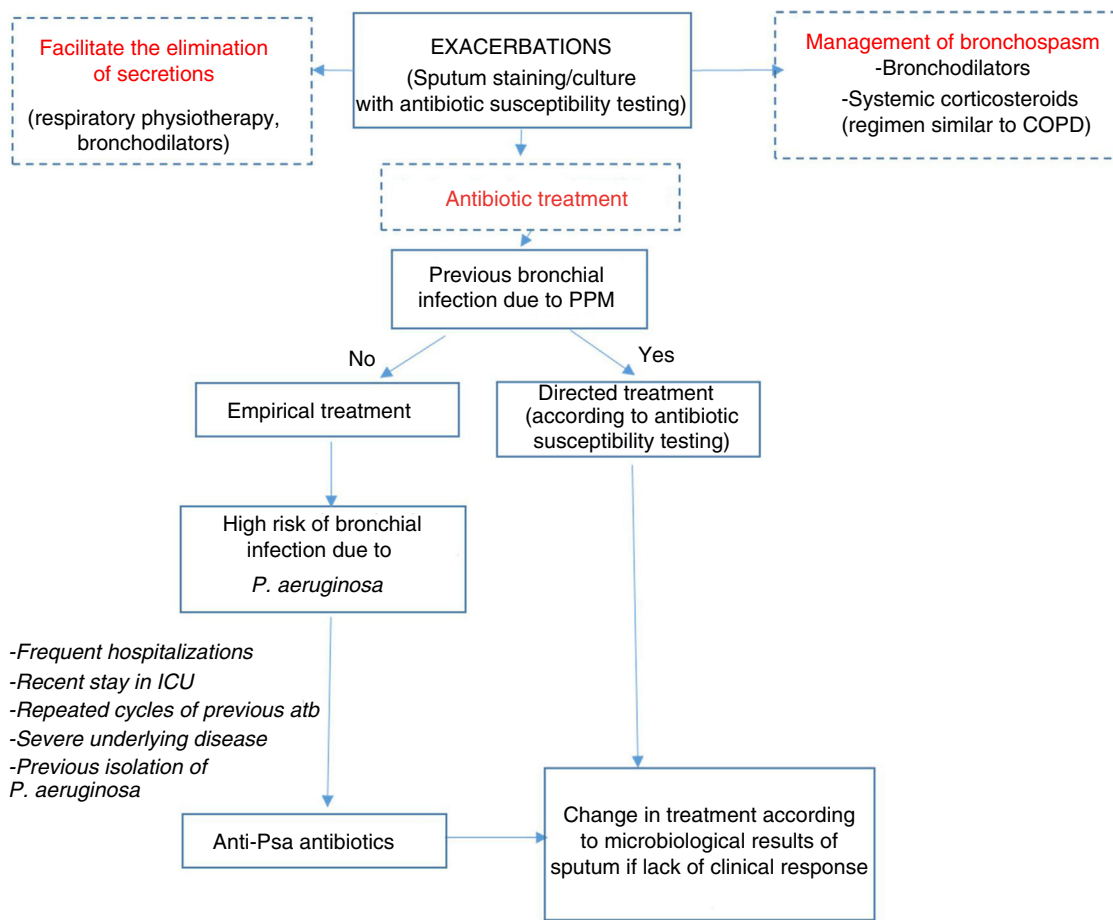 Facilitate the elimination
of secretions
(respiratory physiotherapy,
bronchodilators)
EXACERBATIONS
(Sputum staining/culture
with antibiotic susceptibility testing)
Management of bronchospasm
-Bronchodilators
-Systemic corticosteroids
(regimen similar to COPD)
Antibiotic treatment
Previous bronchial
infection due to PPM
No
Yes
Empirical treatment
Directed treatment
(according to antibiotic
susceptibility testing)
High risk of bronchial
infection due to
P. aeruginosa
-Frequent hospitalizations
-Recent stay in ICU
-Repeated cycles of previous atb
-Severe underlying disease
-Previous isolation of
P. aeruginosa
Anti-Psa antibiotics
Change in treatment according
to microbiological results of
sputum if lack of clinical response